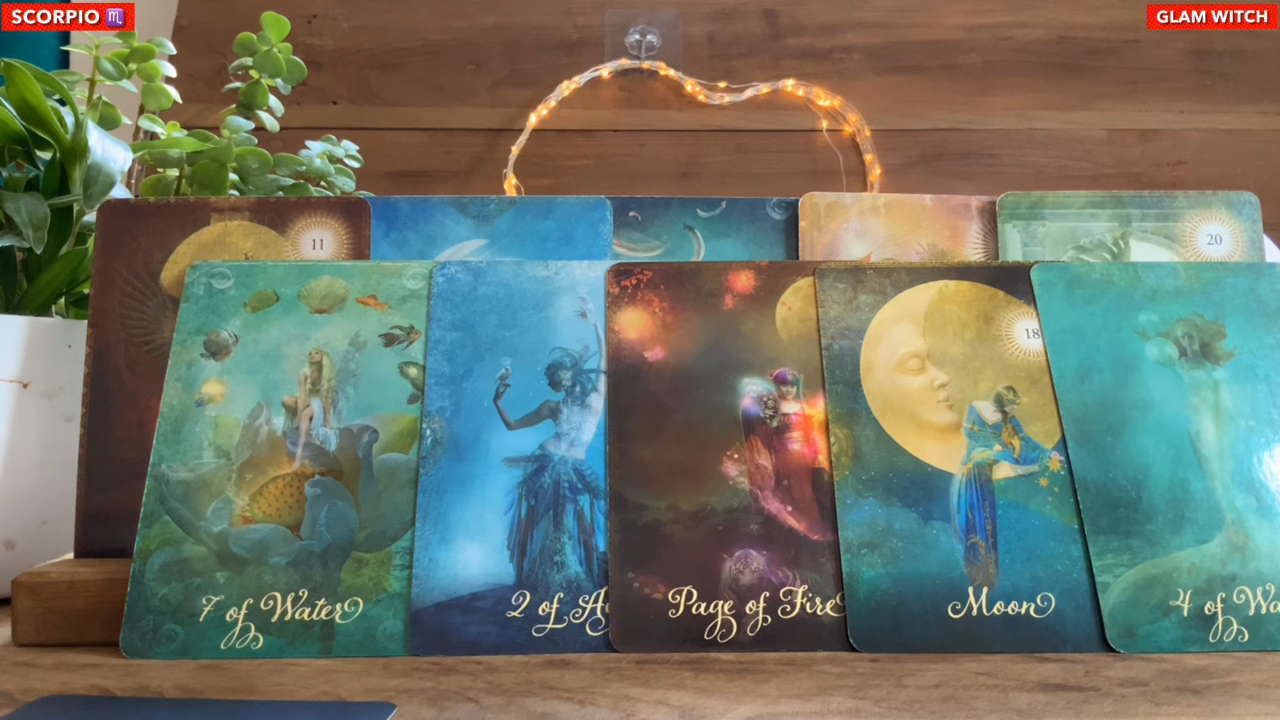 SCORPIO ♏
GLAM WITCH
11
20
18
7 of Water
2 of A
Page of Fire
Moon
4 of Wa